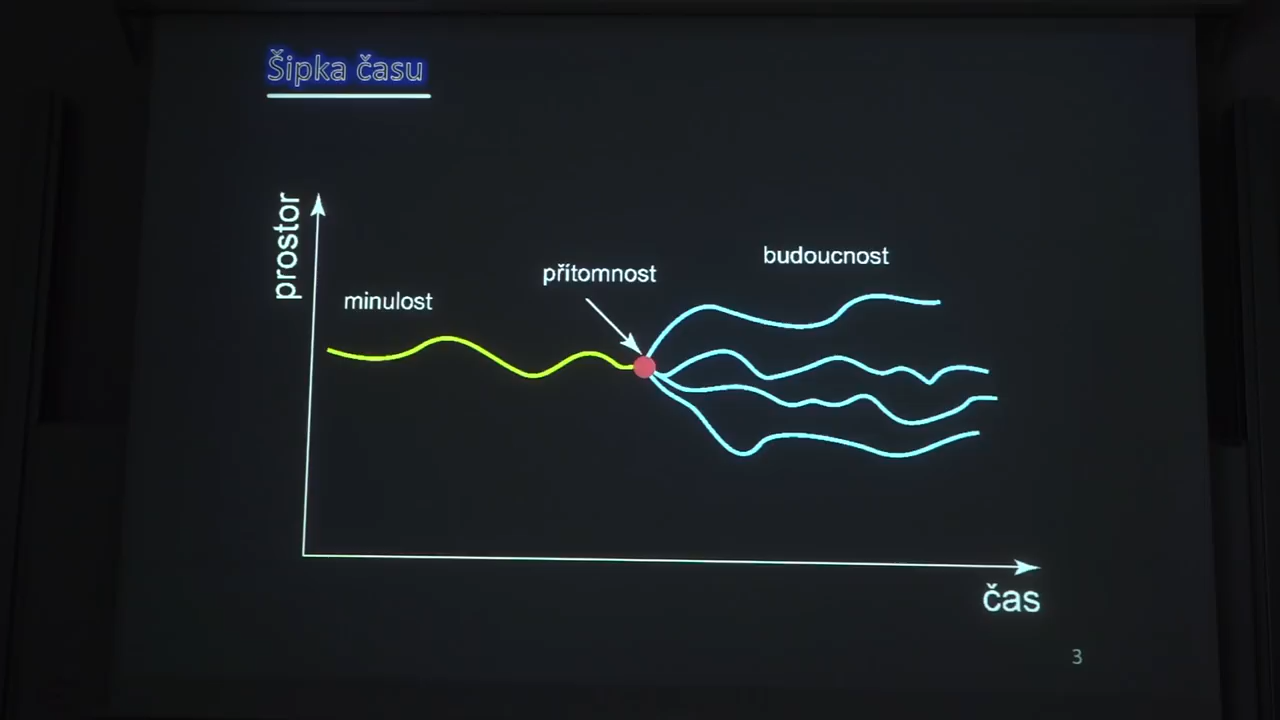 Šipka času
prostor
minulost
přítomnost
budoucnost
čas
3